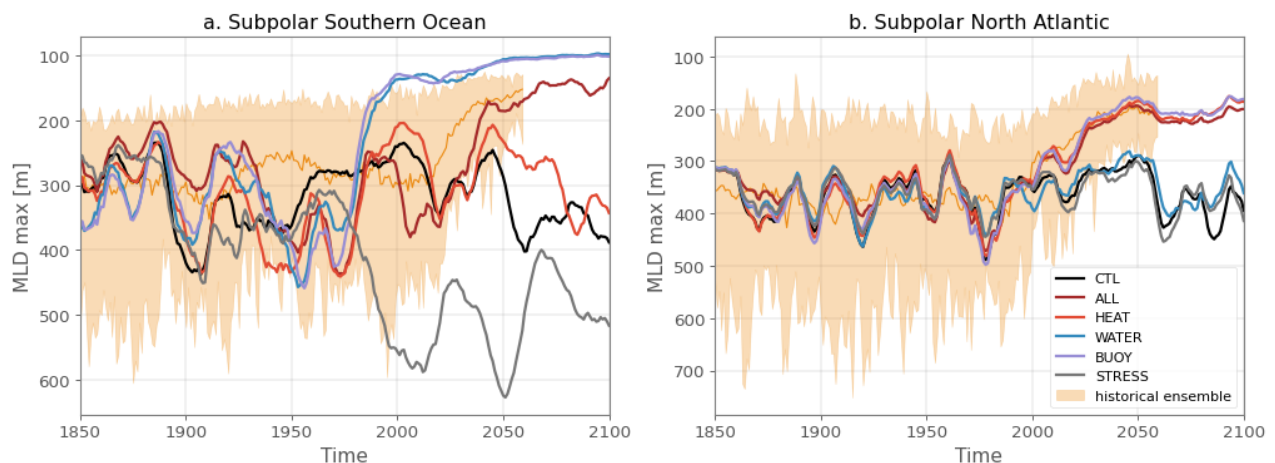 a. Subpolar Southern Ocean
MLD max [m]
100
200
300
400
500
600
1850
1900
1950
2000
2050
2100
Time
b. Subpolar North Atlantic
MLD max [m]
100
200
300
400
500
600
700
CTL
ALL
HEAT
WATER
BUOY
STRESS
historical ensemble
1850
1900
1950
2000
2050
2100
Time